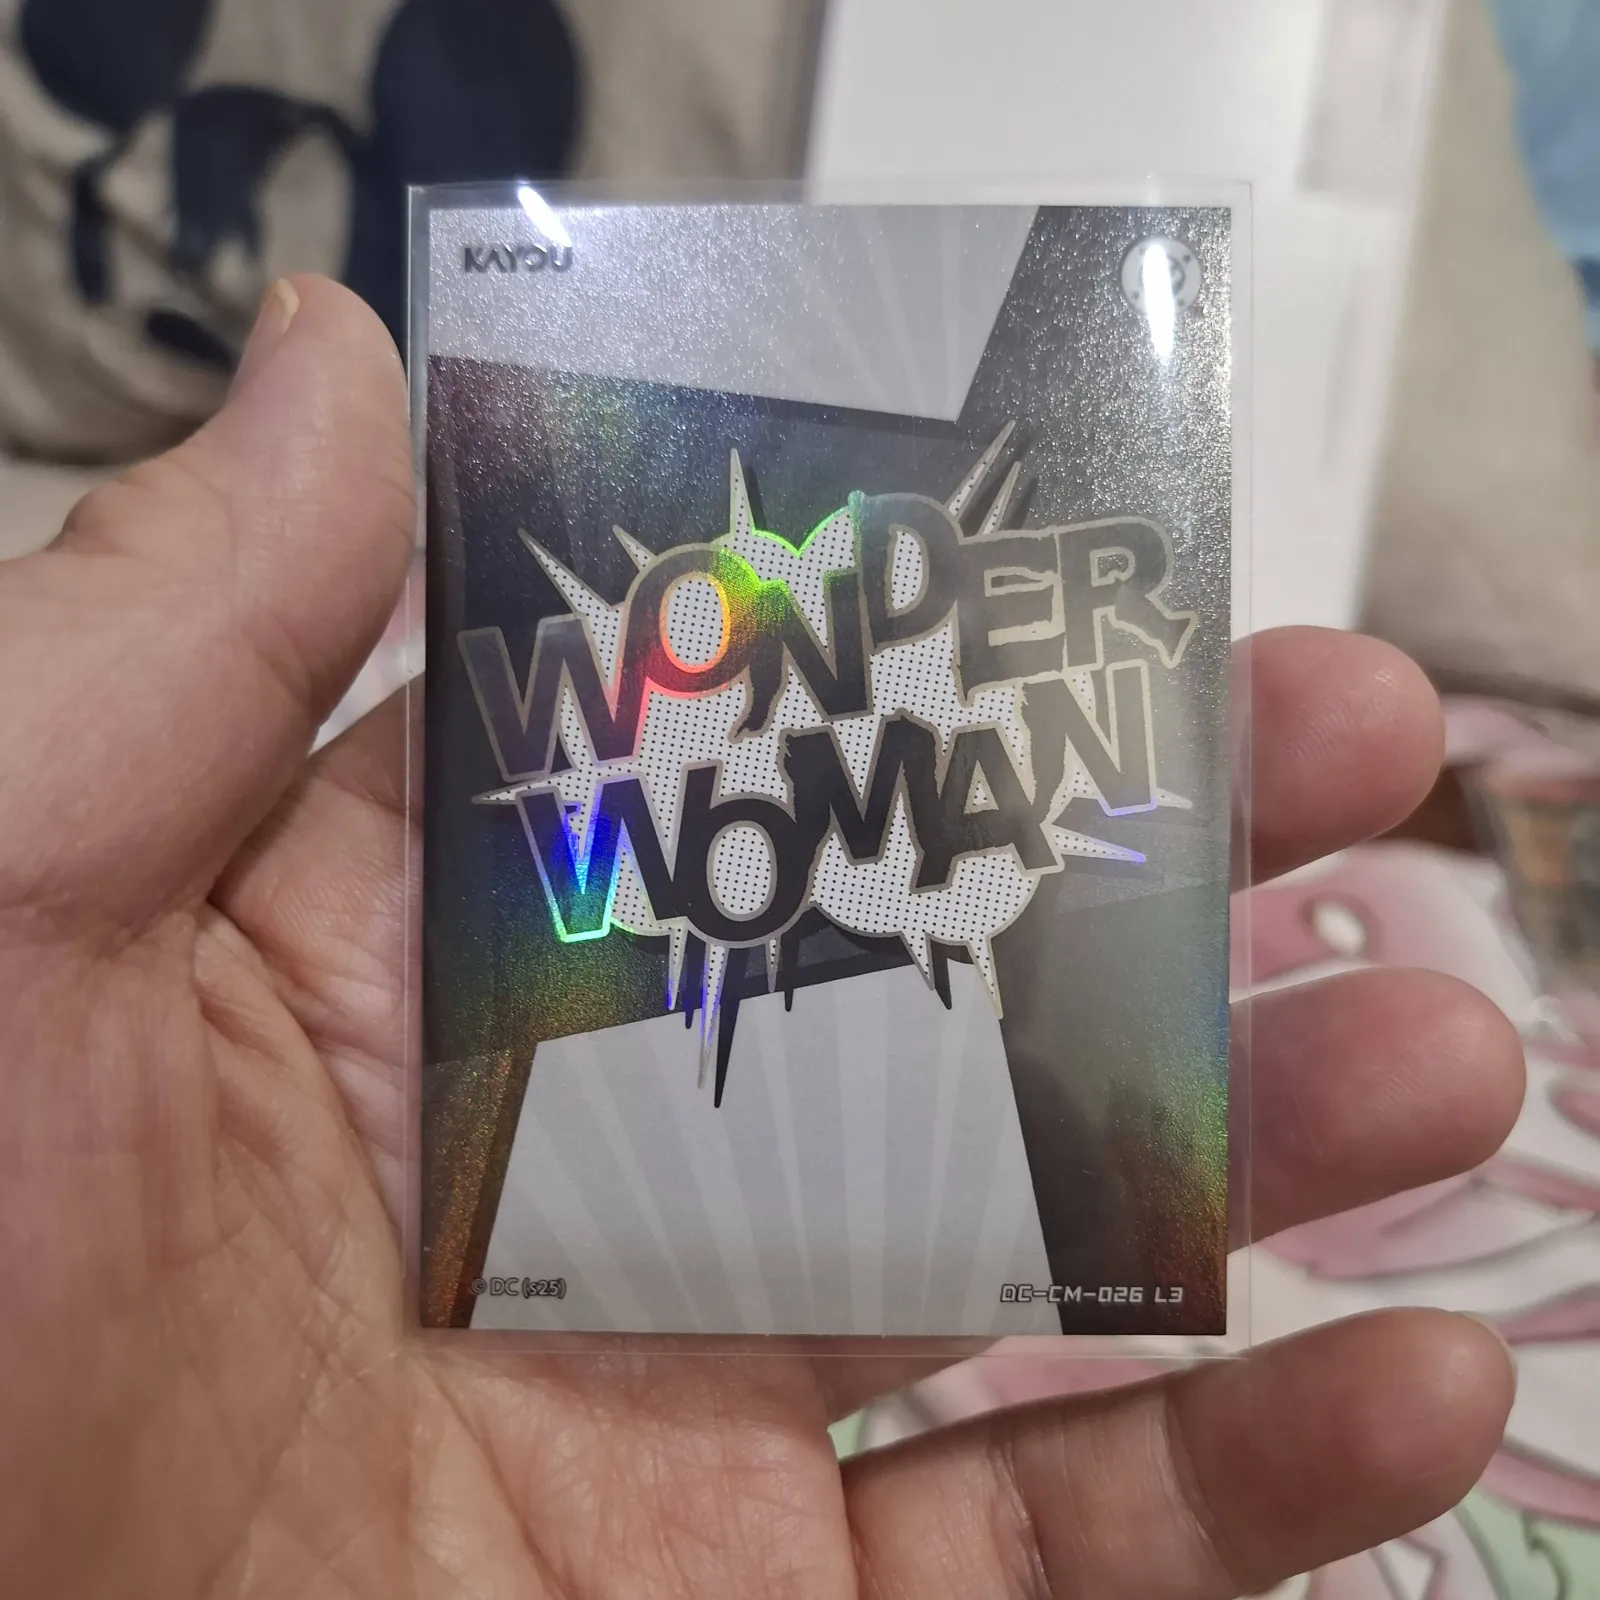 KAYOU
WONDER
WOMAN
© DC (s25)
DC-CM-026 L3